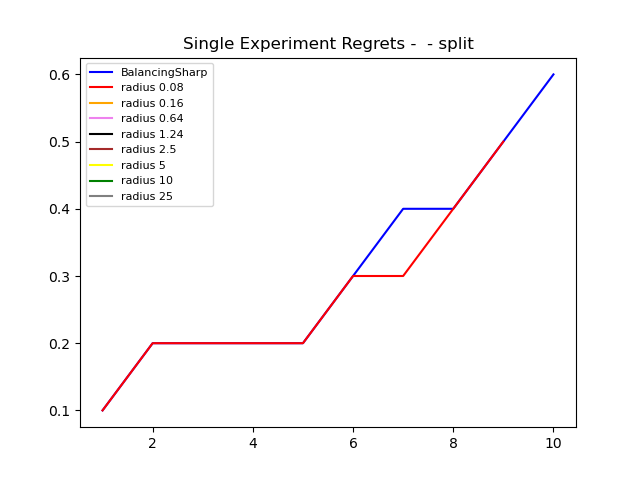 Single Experiment Regrets -  - split
BalancingSharp
radius 0.08
radius 0.16
radius 0.64
radius 1.24
radius 2.5
radius 5
radius 10
radius 25
0.6
0.5
0.4
0.3
0.2
0.1
2 4 6 8 10